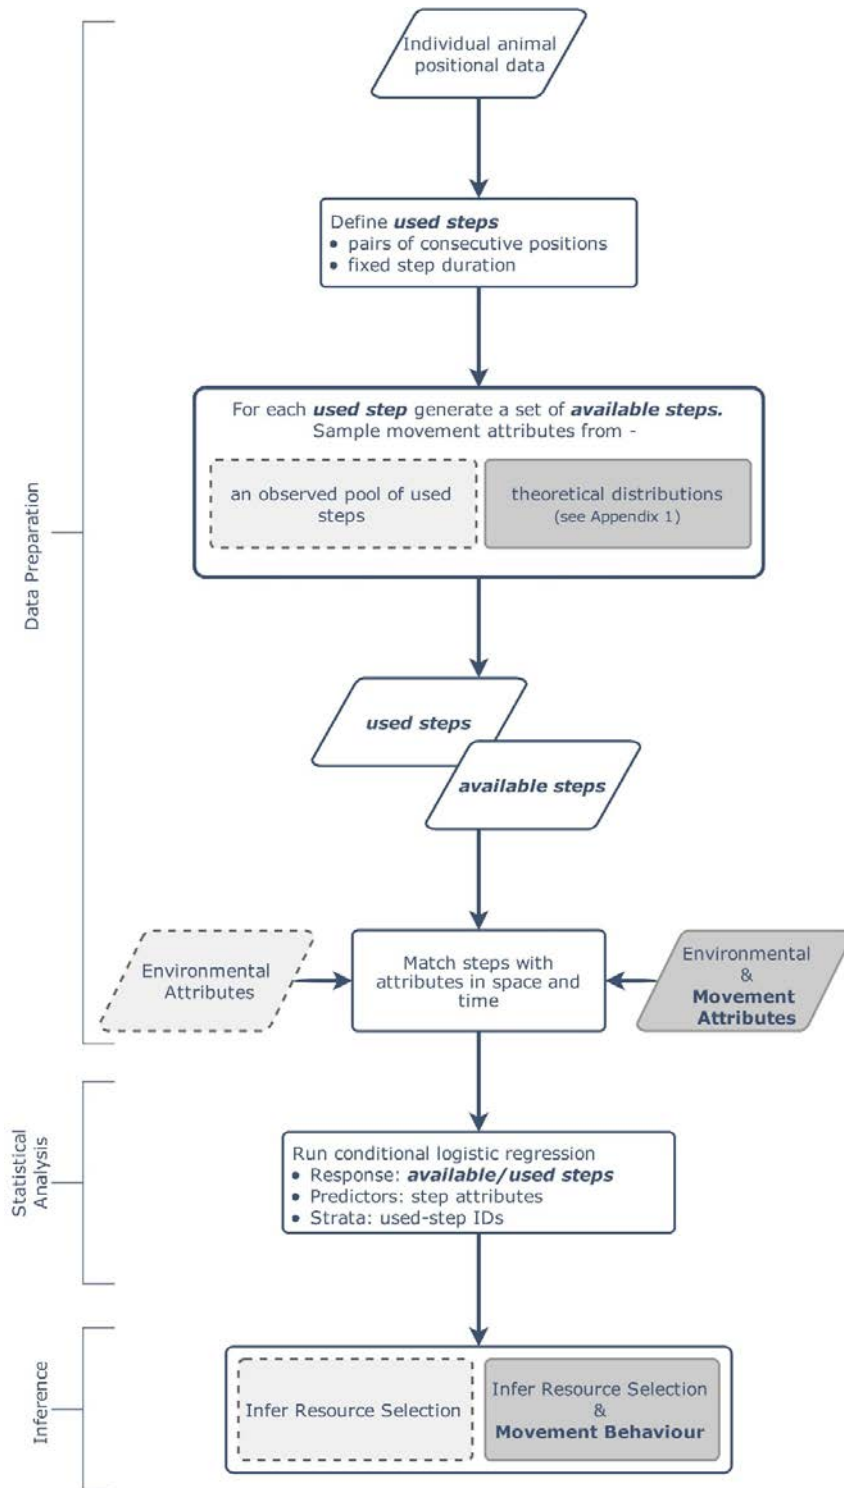 Individual animal
positional data
Define used steps
• pairs of consecutive positions
• fixed step duration
For each used step generate a set of available steps.
Sample movement attributes from -
an observed pool of used
steps
theoretical distributions
(see Appendix 1)
Data Preparation
used steps
available steps
Environmental
Attributes
Match steps with
attributes in space and
time
Environmental
&
Movement
Attributes
Statistical
Analysis
Run conditional logistic regression
• Response: available/used steps
• Predictors: step attributes
• Strata: used-step IDs
Inference
Infer Resource Selection
Infer Resource Selection
&
Movement Behaviour